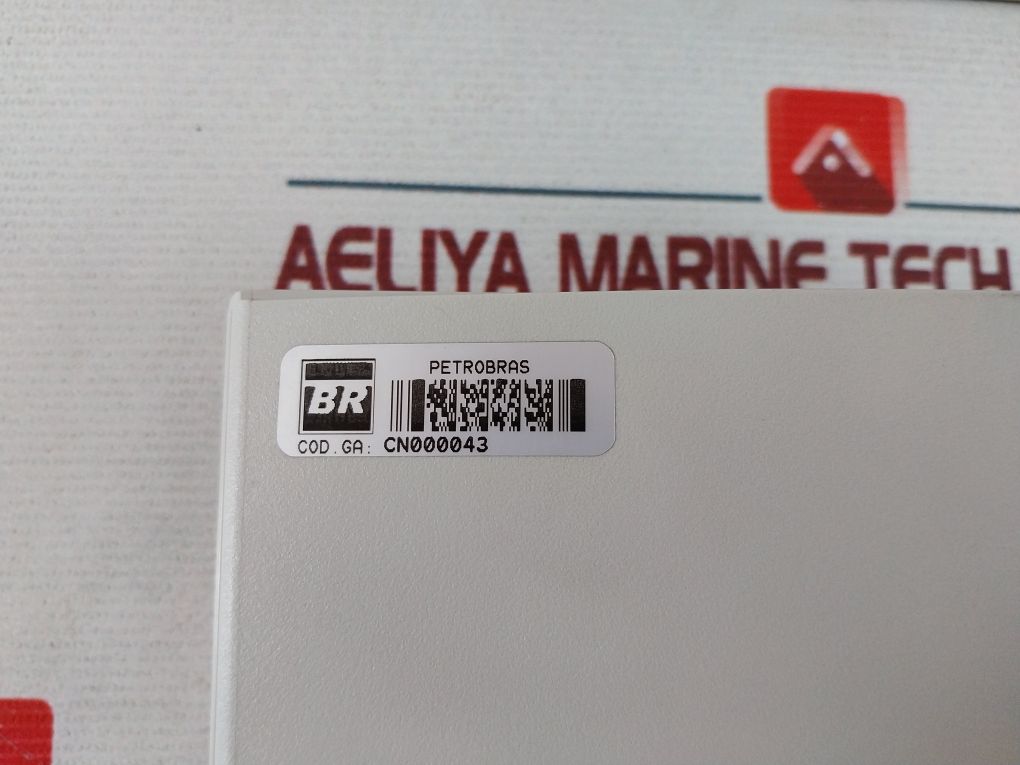 AELIYA MARINE TECH
PETROBRAS
BR
COD.GA: CN000043